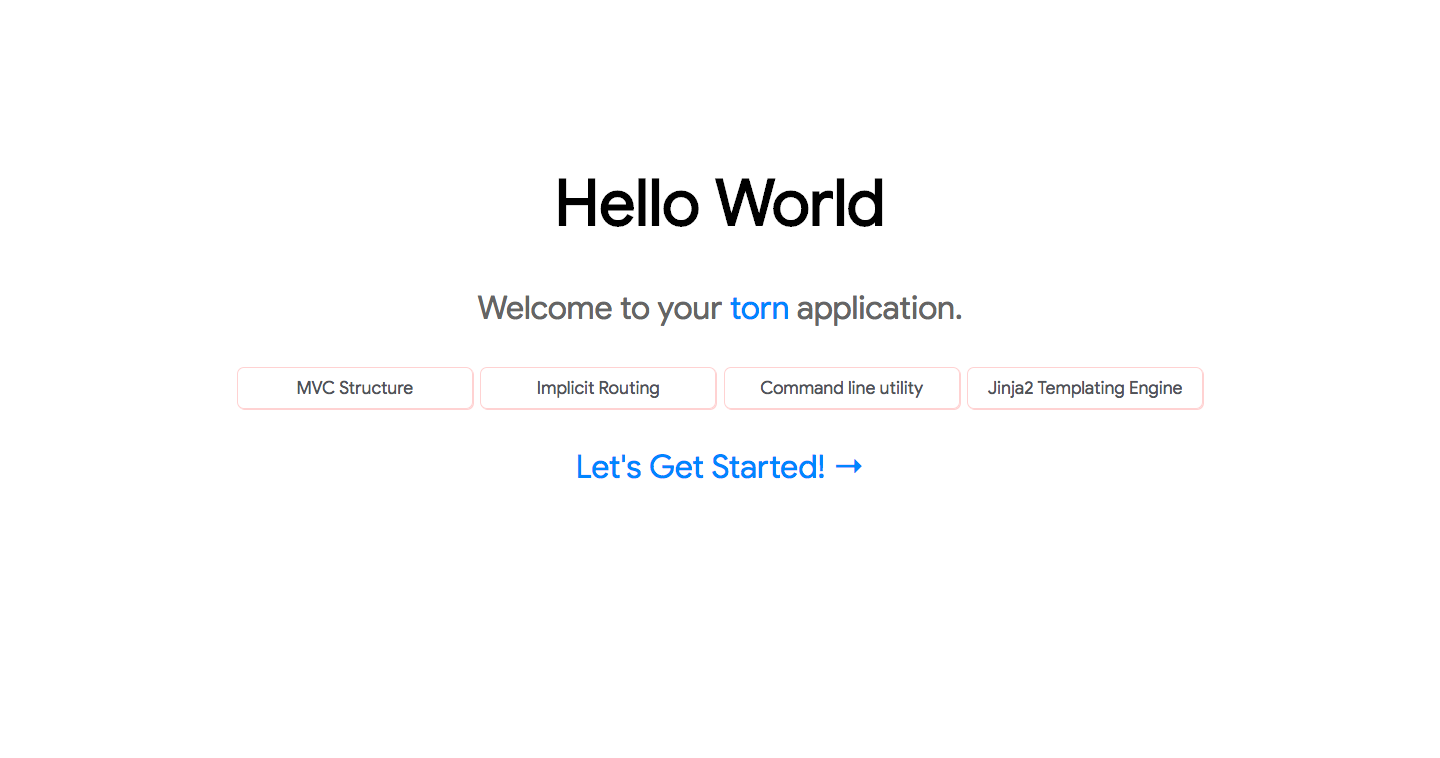 Hello World
Welcome to your torn application.
MVC Structure Implicit Routing Command line utility Jinja2 Templating Engine
Let's Get Started! →